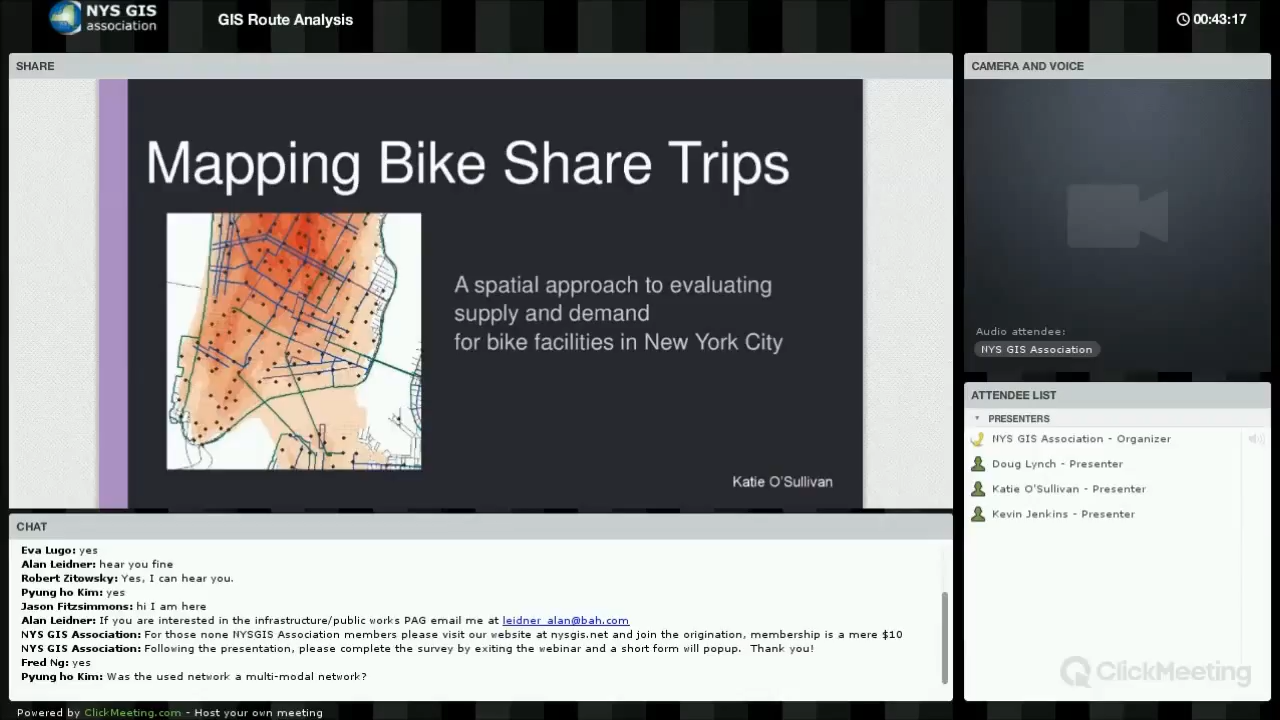 NYS GIS
association
GIS Route Analysis
00:43:17
SHARE
Mapping Bike Share Trips
A spatial approach to evaluating
supply and demand
for bike facilities in New York City
Katie O'Sullivan
CAMERA AND VOICE
Audio attendee:
NYS GIS Association
ATTENDEE LIST
PRESENTERS
NYS GIS Association - Organizer
Doug Lynch - Presenter
Katie O'Sullivan - Presenter
Kevin Jenkins - Presenter
CHAT
Eva Lugo: yes
Alan Leidner: hear you fine
Robert Zitowsky: Yes, I can hear you.
Pyung ho Kim: yes
Jason Fitzsimmons: hi I am here
Alan Leidner: If you are interested in the infrastructure/public works PAG email me at leidner_alan@bah.com
NYS GIS Association: For those none NYSGIS Association members please visit our website at nysgis.net and join the origination, membership is a mere $10
NYS GIS Association: Following the presentation, please complete the survey by exiting the webinar and a short form will popup. Thank you!
Fred Ng: yes
Pyung ho Kim: Was the used network a multi-modal network?
ClickMeeting
Powered by ClickMeeting.com - Host your own meeting